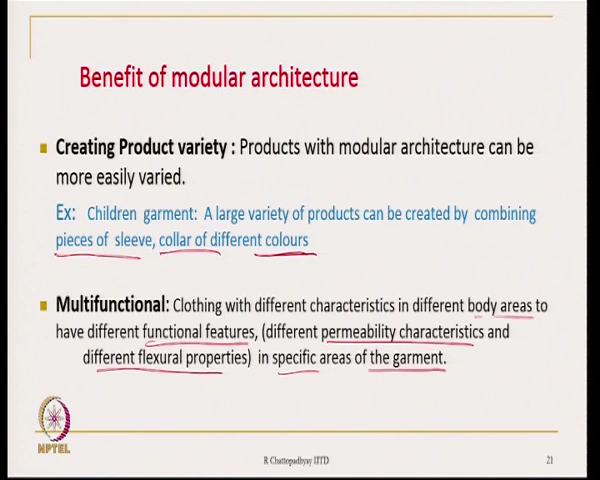 Benefit of modular architecture
Creating Product variety : Products with modular architecture can be
more easily varied.
Ex: Children garment: A large variety of products can be created by combining
pieces of sleeve, collar of different colours
Multifunctional: Clothing with different characteristics in different body areas to
have different functional features, (different permeability characteristics and
different flexural properties) in specific areas of the garment.
NPTEL
R Chattopadhyay IITD
21